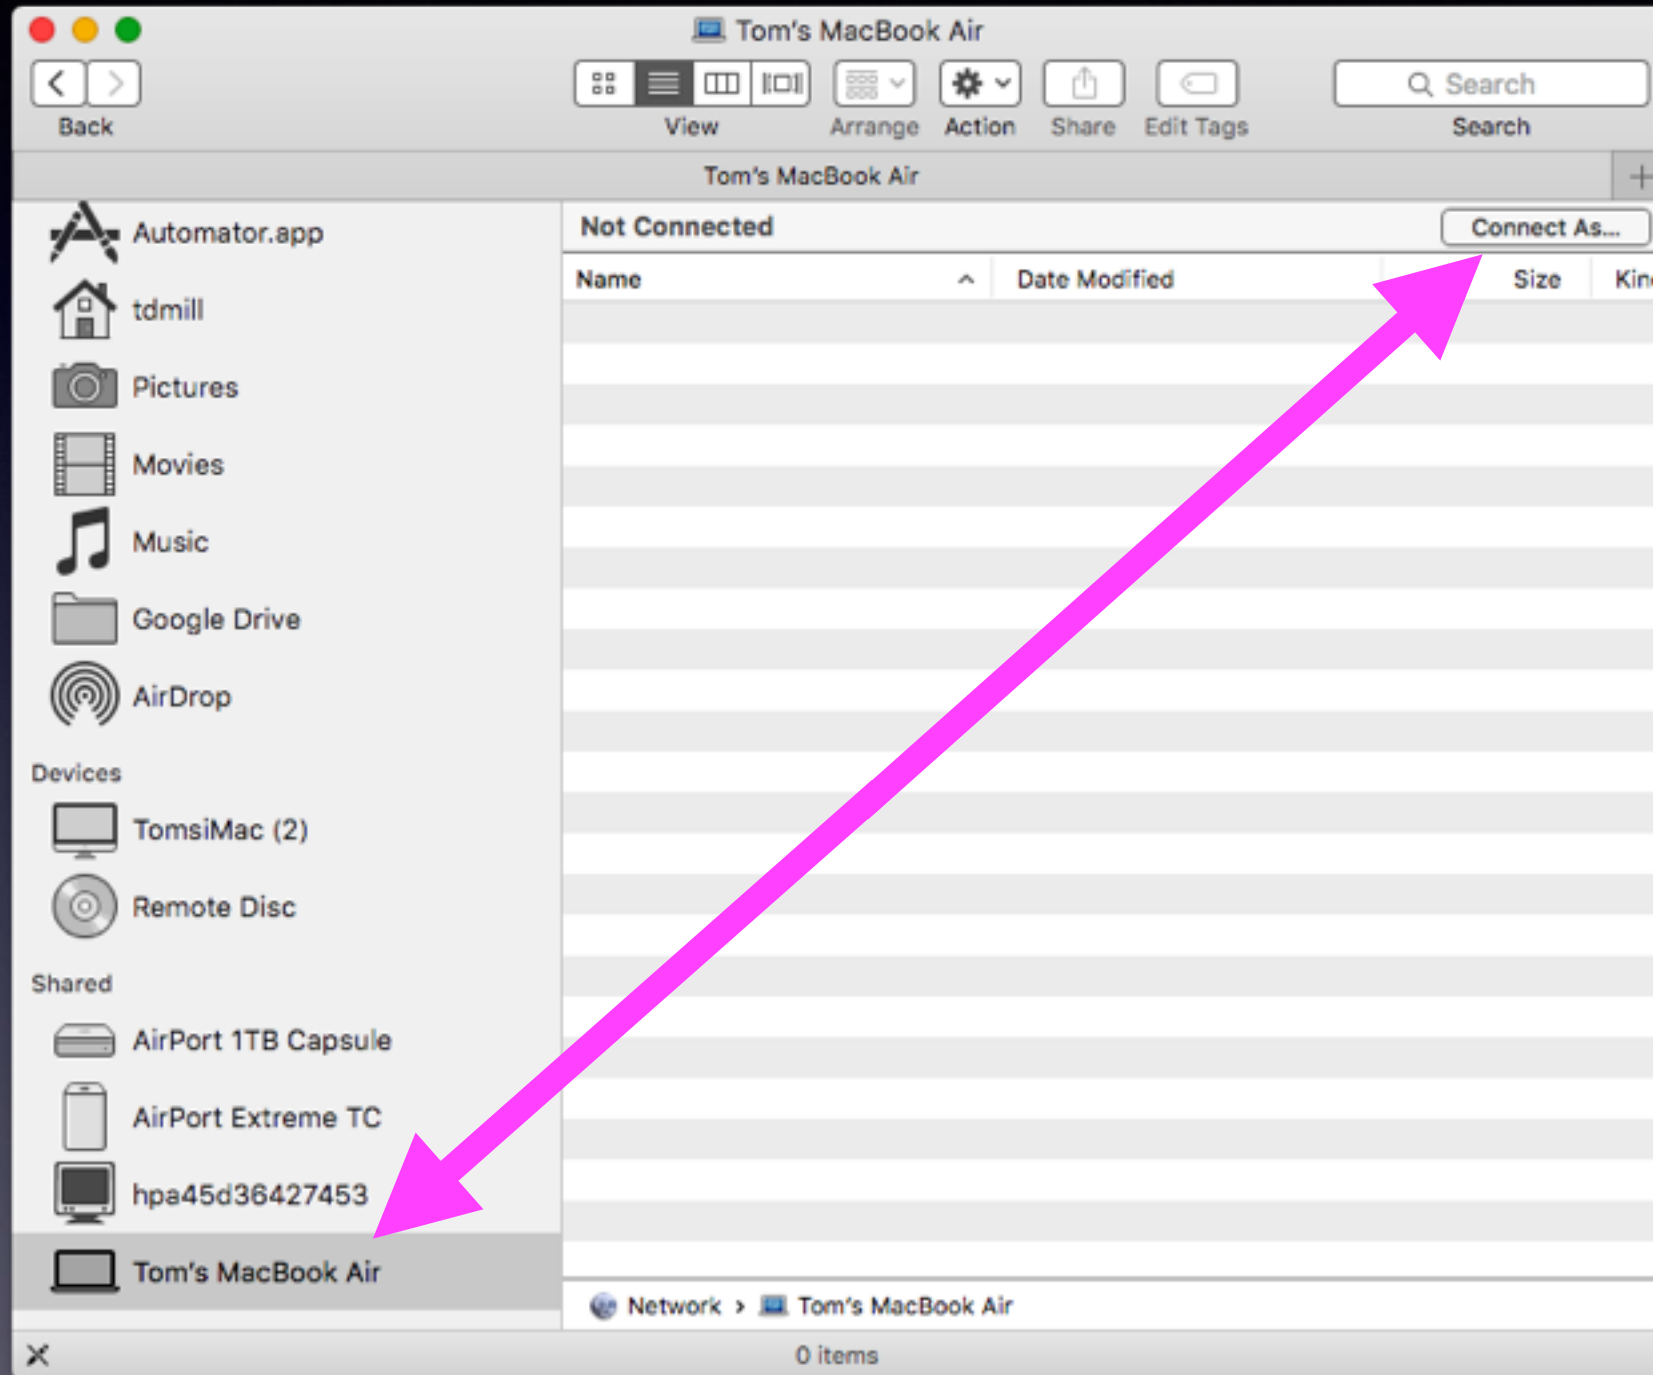 Tom's MacBook Air
Search
Back
View
Arrange
Action
Share
Edit Tags
Search
Tom's MacBook Air
Automator.app
tdmill
Pictures
Movies
Music
Google Drive
AirDrop
Devices
TomsiMac (2)
Remote Disc
Shared
AirPort 1TB Capsule
AirPort Extreme TC
hpa45d36427453
Tom's MacBook Air
Not Connected
Connect As...
Name
Date Modified
Size
Kin
Network › Tom's MacBook Air
0 items